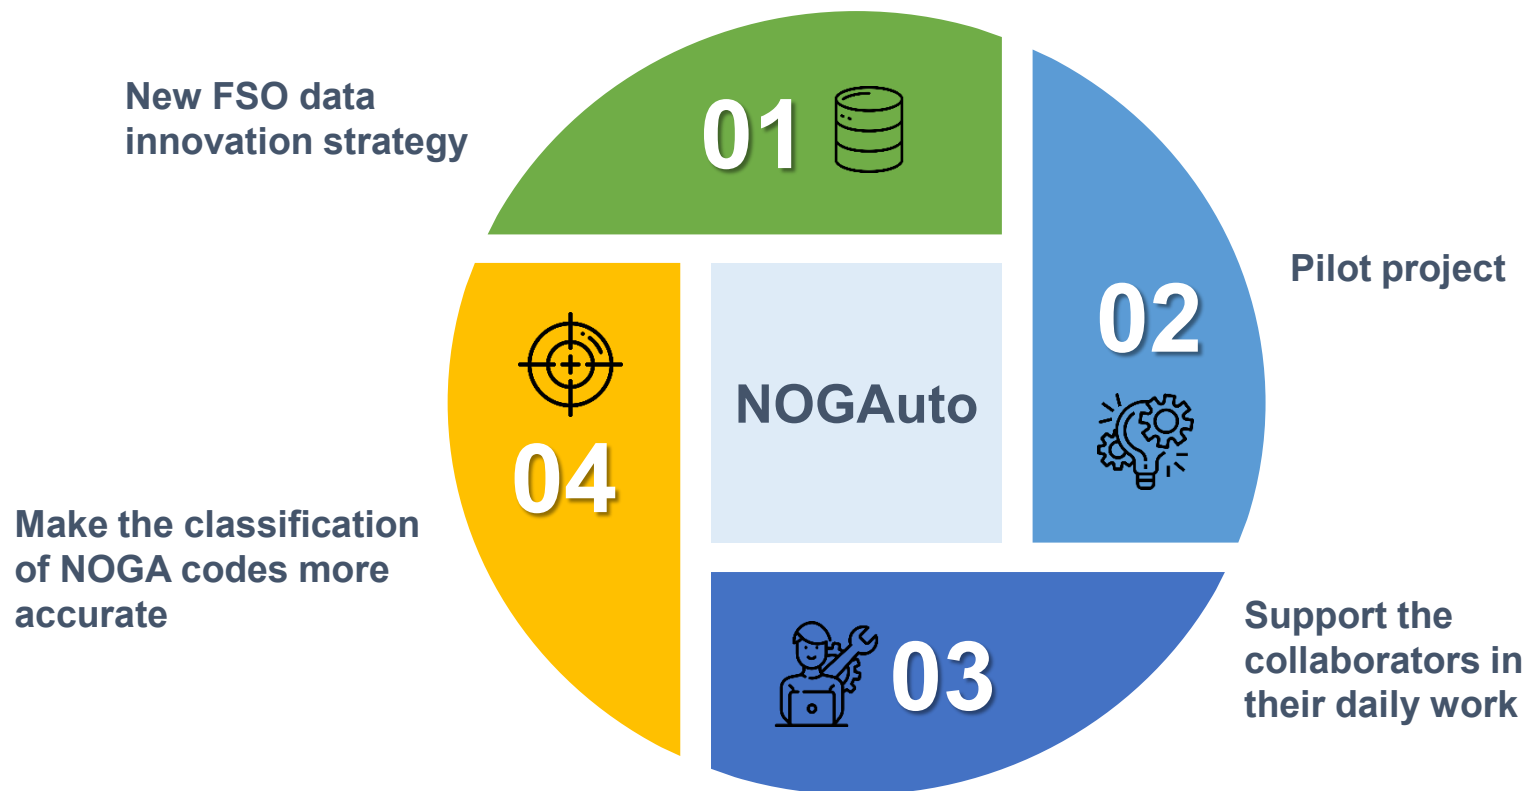 New FSO data
innovation strategy
01
Pilot project
02
NOGAuto
04
Make the classification
of NOGA codes more
accurate
03
Support the
collaborators in
their daily work